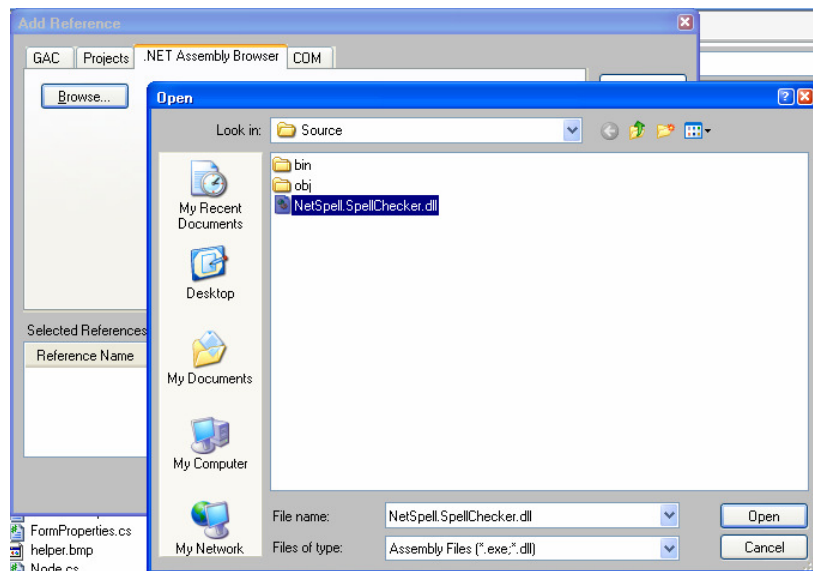 Add Reference
GAC Projects .NET Assembly Browser COM
Browse...
Open
Look in: Source
bin
obj
NetSpell.SpellChecker.dll
My Recent
Documents
Desktop
My Documents
My Computer
My Network
Selected References
Reference Name
File name: NetSpell.SpellChecker.dll Open
Files of type: Assembly Files (*.exe;*.dll) Cancel
FormProperties.cs
helper.bmp
Node.cs